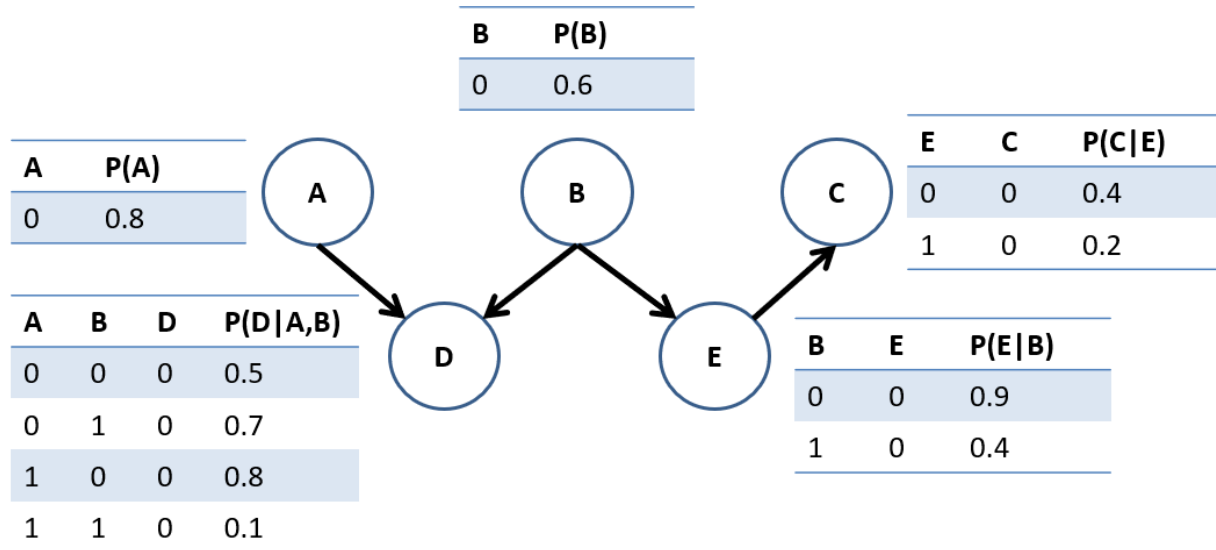 B P(B)
0 0.6
A P(A)
0 0.8
A
B
C
E C P(C|E)
0 0 0.4
1 0 0.2
A B D P(D|A,B)
0 0 0 0.5
0 1 0 0.7
1 0 0 0.8
1 1 0 0.1
D
E
B E P(E|B)
0 0 0.9
1 0 0.4